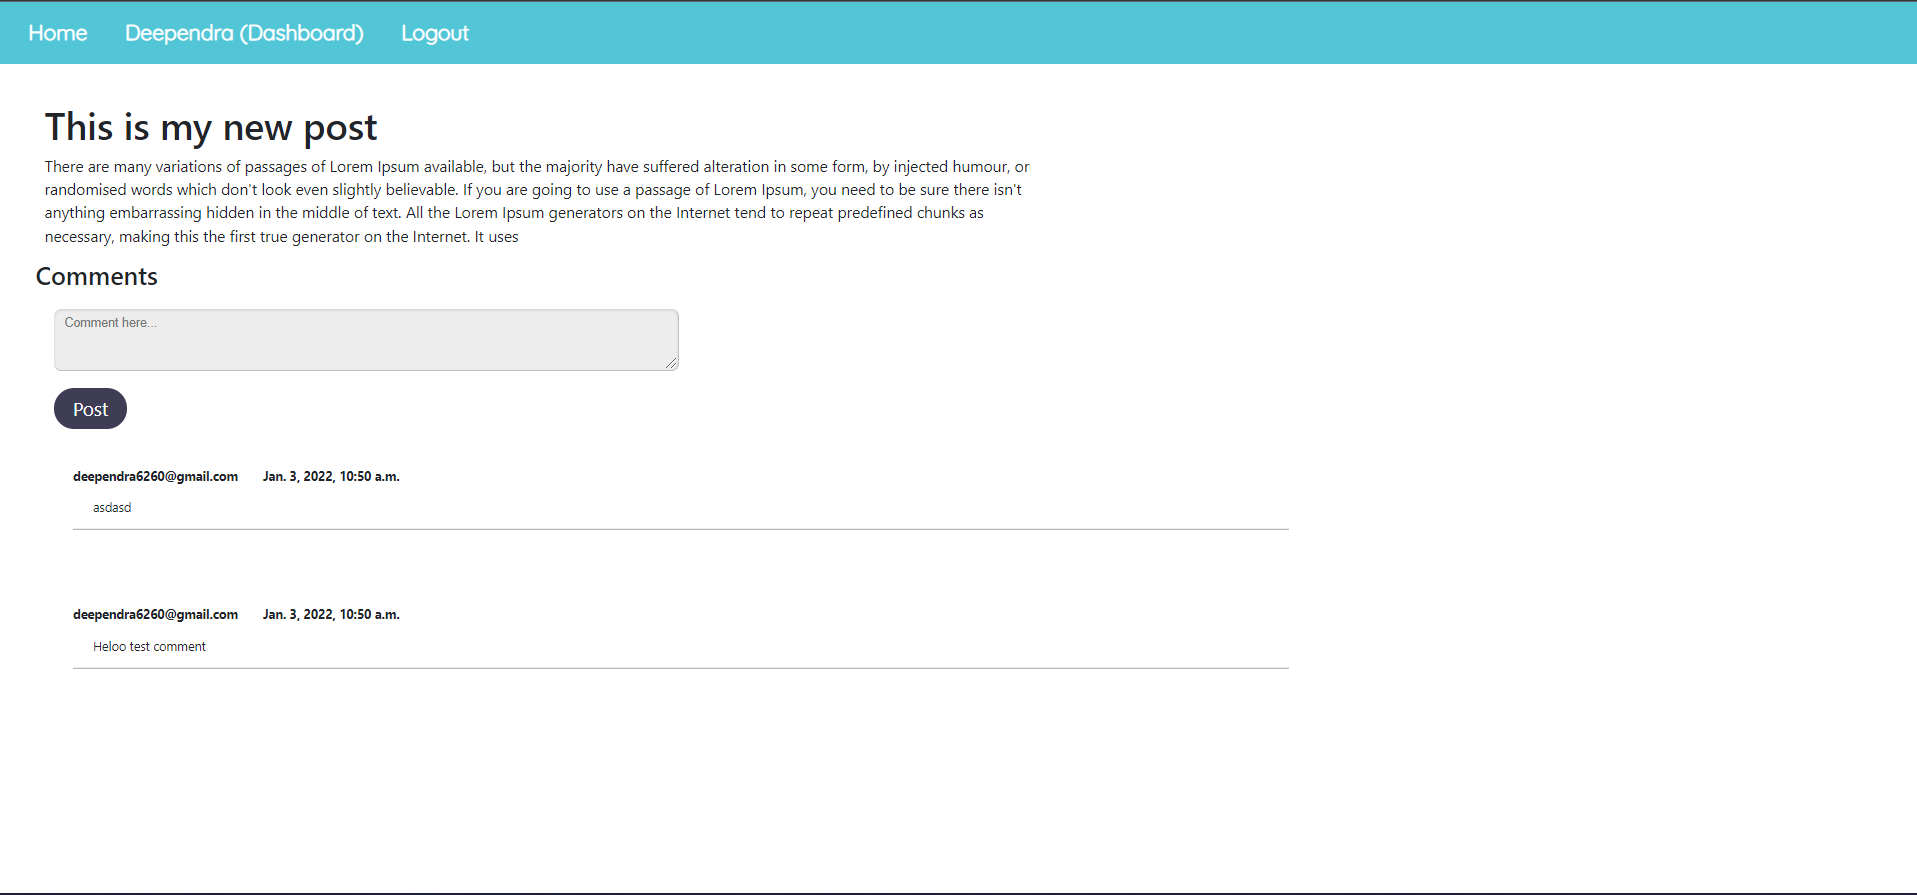 Home Deependra (Dashboard) Logout
This is my new post
There are many variations of passages of Lorem Ipsum available, but the majority have suffered alteration in some form, by injected humour, or
randomised words which don't look even slightly believable. If you are going to use a passage of Lorem Ipsum, you need to be sure there isn't
anything embarrassing hidden in the middle of text. All the Lorem Ipsum generators on the Internet tend to repeat predefined chunks as
necessary, making this the first true generator on the Internet. It uses
Comments
Comment here...
Post
deependra6260@gmail.com Jan. 3, 2022, 10:50 a.m.
asdasd
deependra6260@gmail.com Jan. 3, 2022, 10:50 a.m.
Heloo test comment